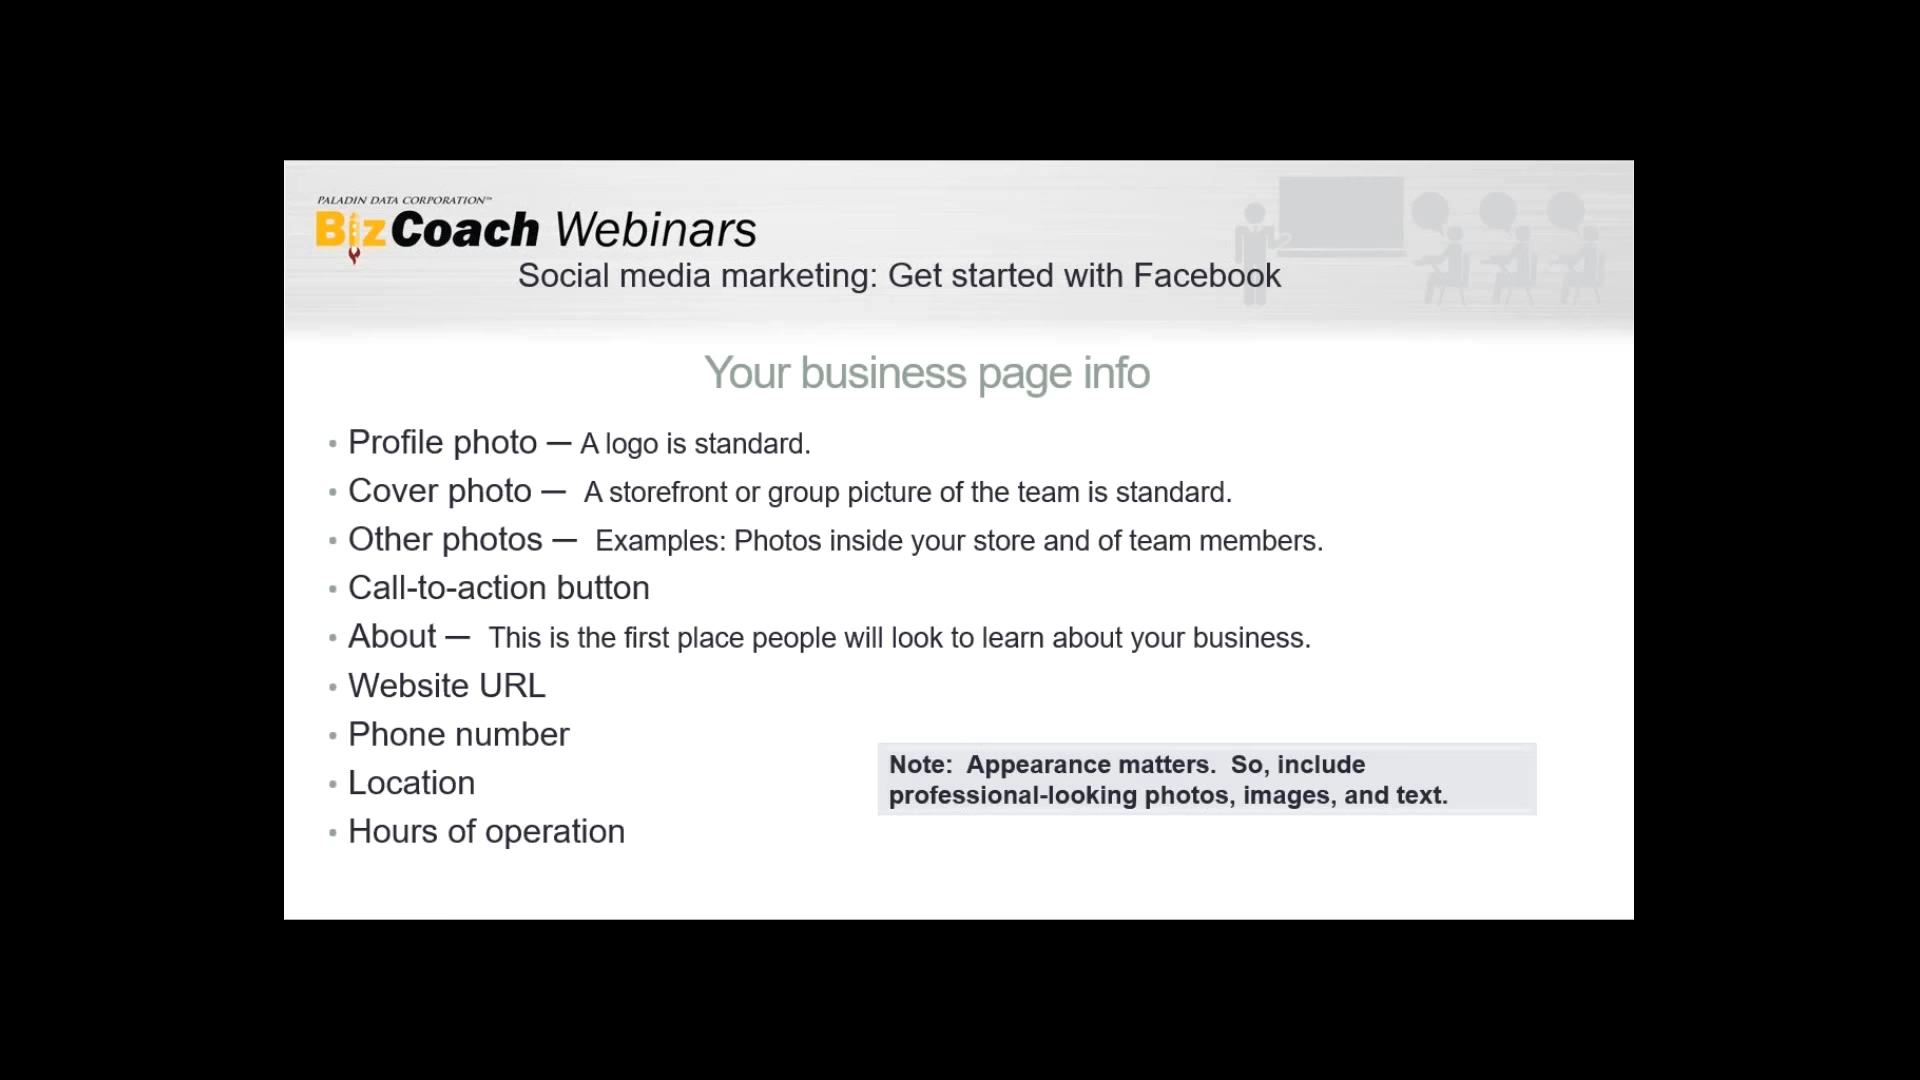 PALADIN DATA CORPORATION™
BizCoach Webinars
Social media marketing: Get started with Facebook
Your business page info
• Profile photo — A logo is standard.
• Cover photo — A storefront or group picture of the team is standard.
• Other photos — Examples: Photos inside your store and of team members.
• Call-to-action button
• About — This is the first place people will look to learn about your business.
• Website URL
• Phone number
• Location
• Hours of operation
Note: Appearance matters. So, include
professional-looking photos, images, and text.